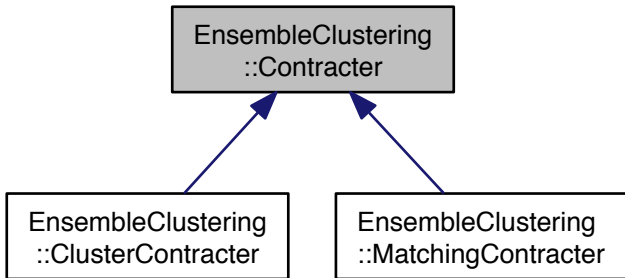 EnsembleClustering
::Contracter
EnsembleClustering
::ClusterContracter
EnsembleClustering
::MatchingContracter